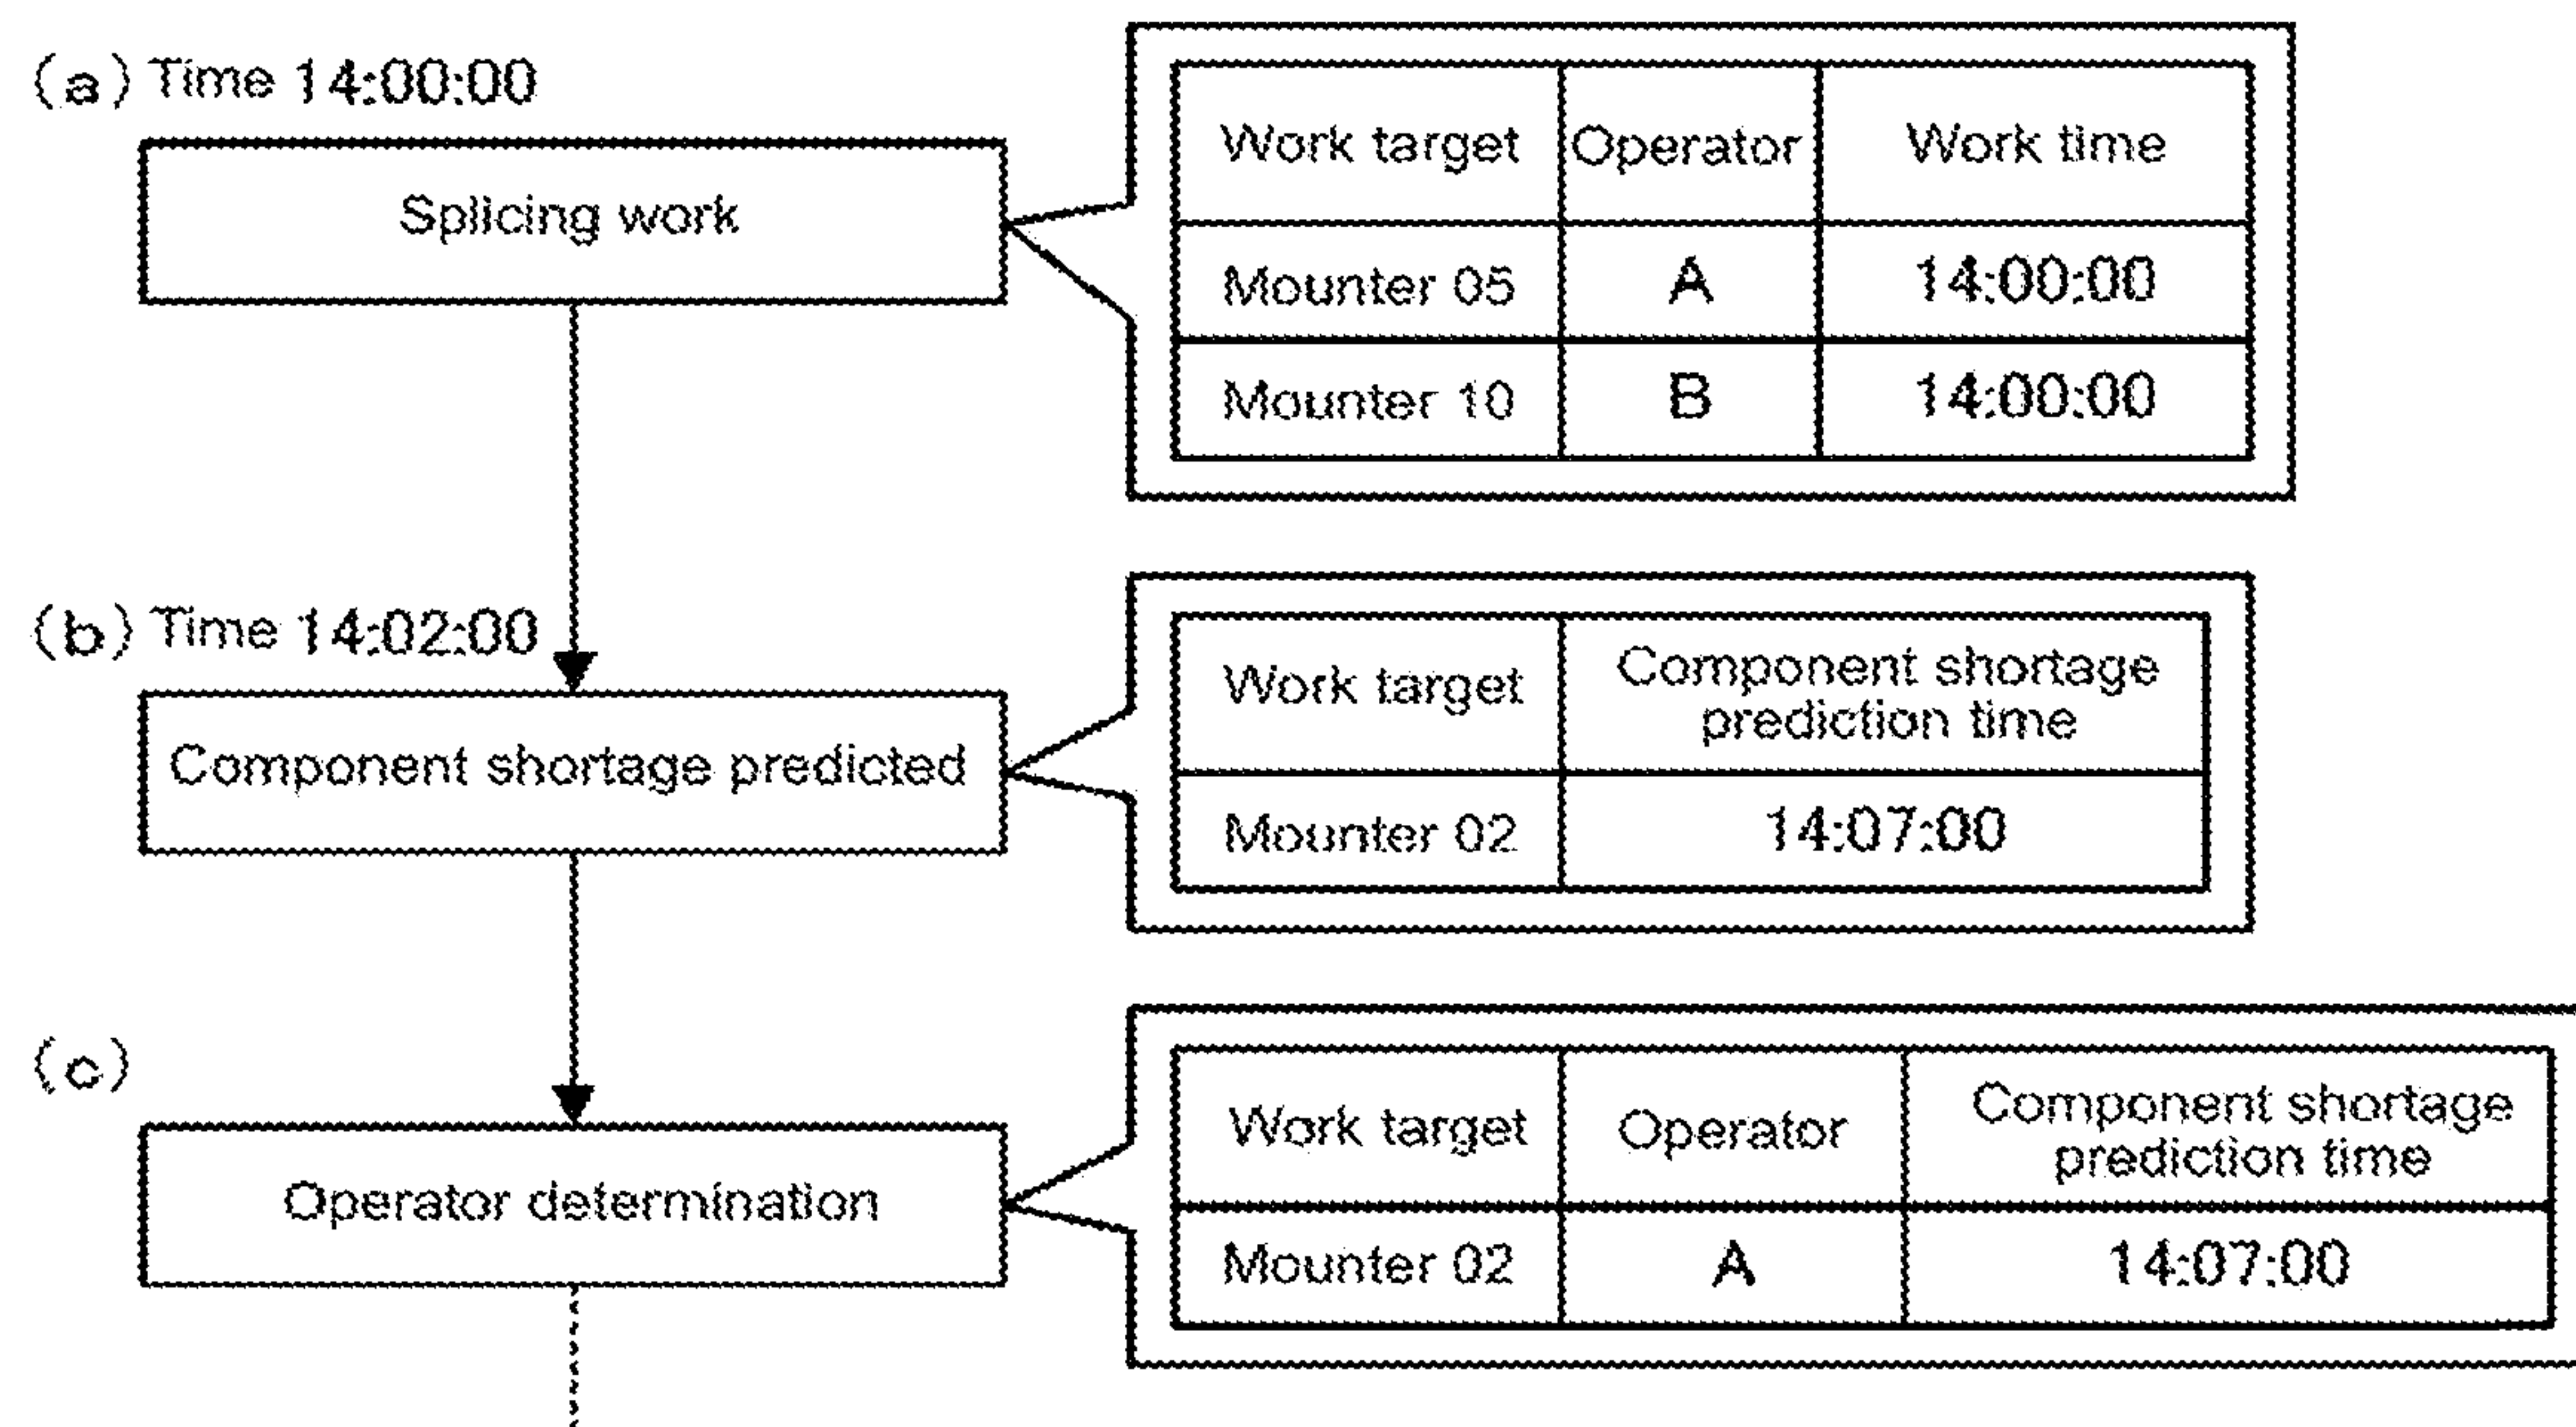 (a) Time 14:00:00
Splicing work
Work target Operator Work time
Mounter 05 A 14:00:00
Mounter 10 B 14:00:00
(b) Time 14:02:00
Component shortage predicted
Work target Component shortage
prediction time
Mounter 02 14:07:00
(c)
Operator determination
Work target Operator Component shortage
prediction time
Mounter 02 A 14:07:00